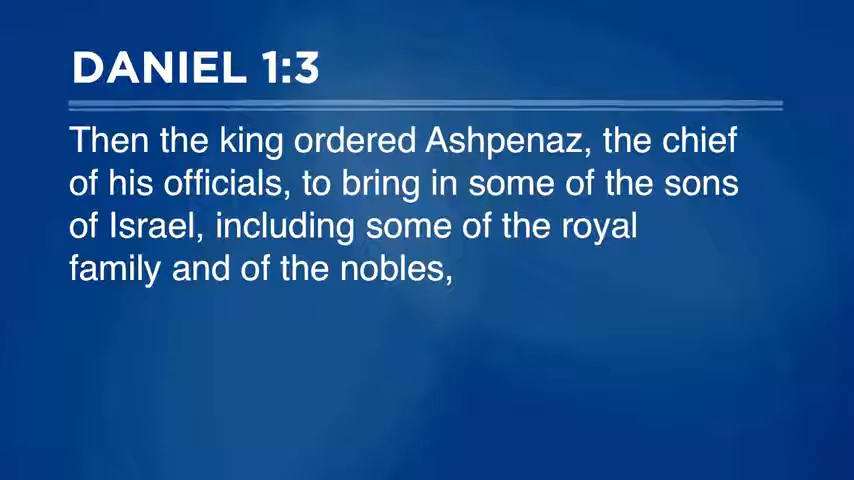 DANIEL 1:3
Then the king ordered Ashpenaz, the chief
of his officials, to bring in some of the sons
of Israel, including some of the royal
family and of the nobles,